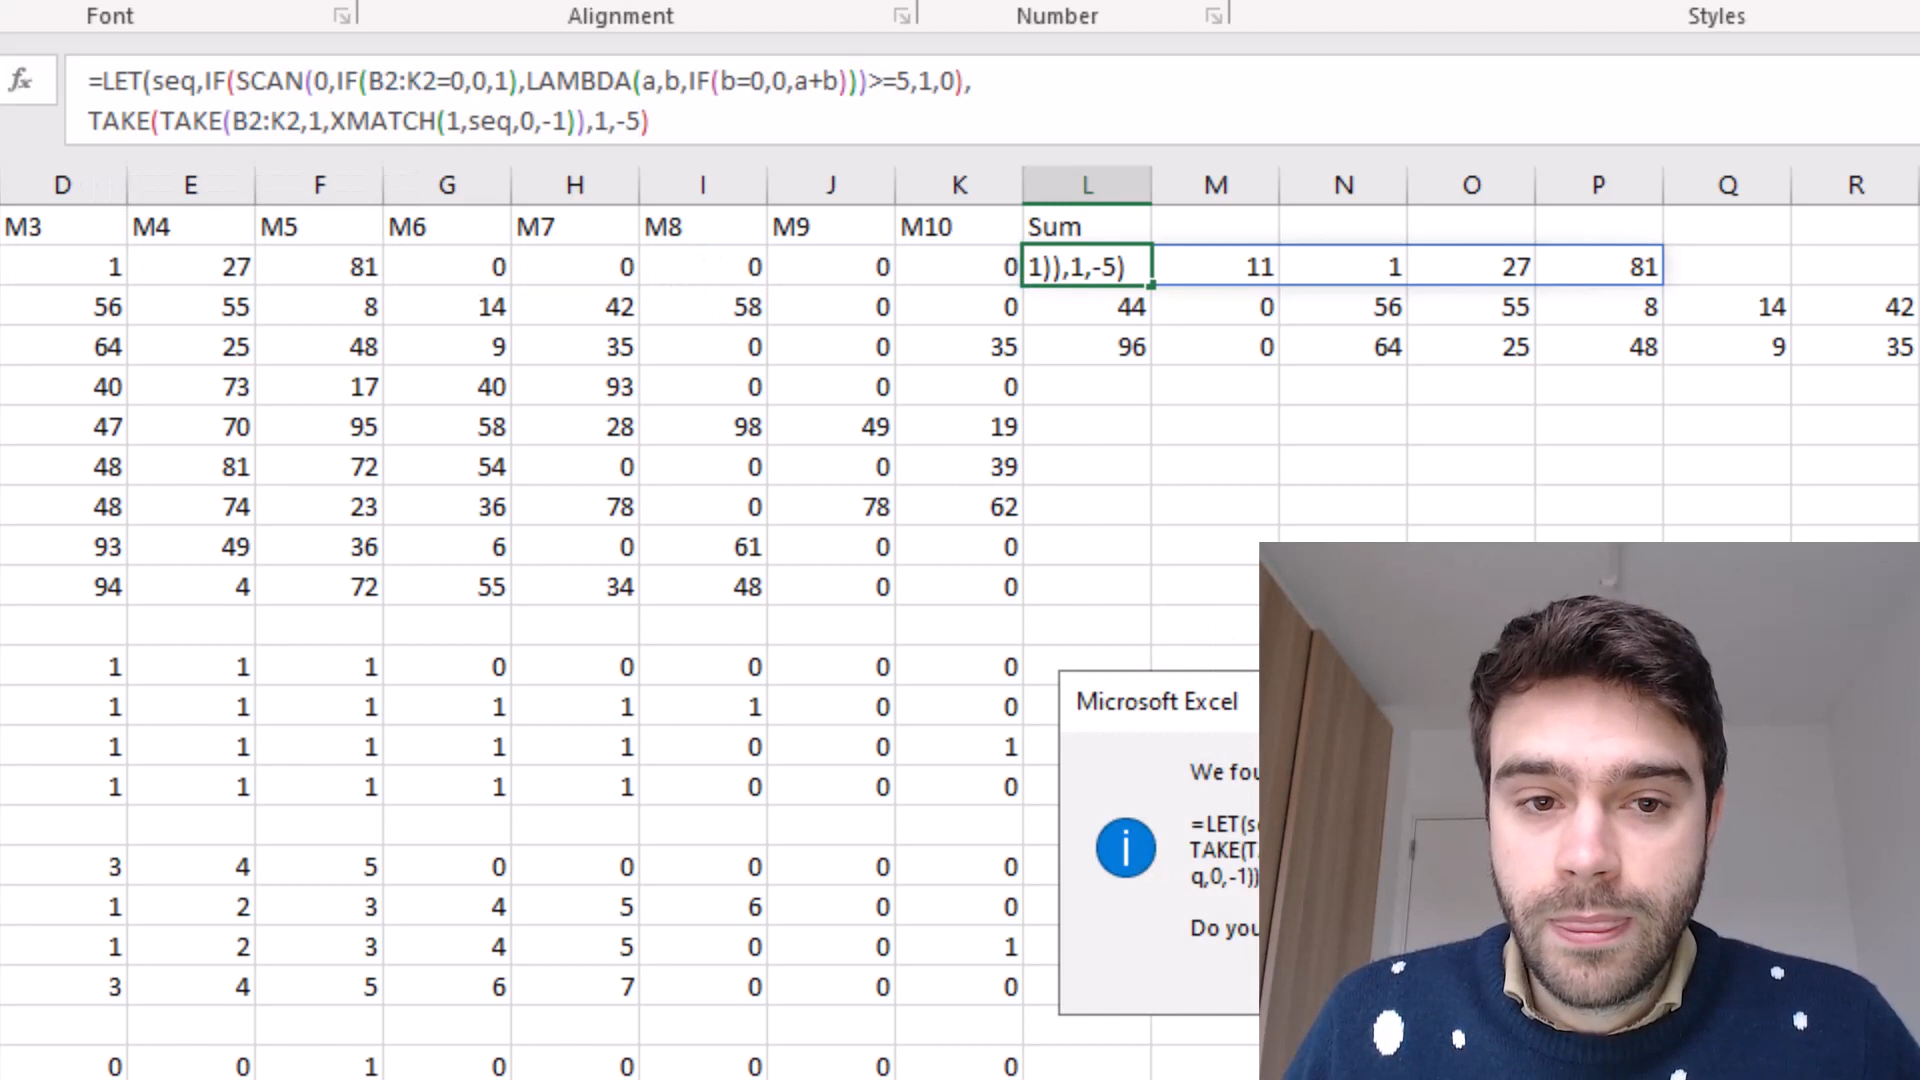 Font Alignment Number Styles
fx =LET(seq,IF(SCAN(0,IF(B2:K2=0,0,1),LAMBDA(a,b,IF(b=0,0,a+b)))>=5,1,0),
TAKE(TAKE(B2:K2,1,XMATCH(1,seq,0,-1)),1,-5)
D E F G H I J K L M N O P Q R
M3 M4 M5 M6 M7 M8 M9 M10 Sum
1 27 81 0 0 0 0 0 1)),1,-5) 11 1 27 81
56 55 8 14 42 58 0 0 44 0 56 55 8 14 42
64 25 48 9 35 0 0 35 96 0 64 25 48 9 35
40 73 17 40 93 0 0 0
47 70 95 58 28 98 49 19
48 81 72 54 0 0 0 39
48 74 23 36 78 0 78 62
93 49 36 6 0 61 0 0
94 4 72 55 34 48 0 0
1 1 1 0 0 0 0 0
1 1 1 1 1 1 0 0
1 1 1 1 1 0 0 1
1 1 1 1 1 0 0 0
3 4 5 0 0 0 0 0
1 2 3 4 5 6 0 0
1 2 3 4 5 0 0 1
3 4 5 6 7 0 0 0
0 0 1 0 0 0 0 0
Microsoft Excel
We fou
=LET(s
TAKE(T
q,0,-1))
Do you